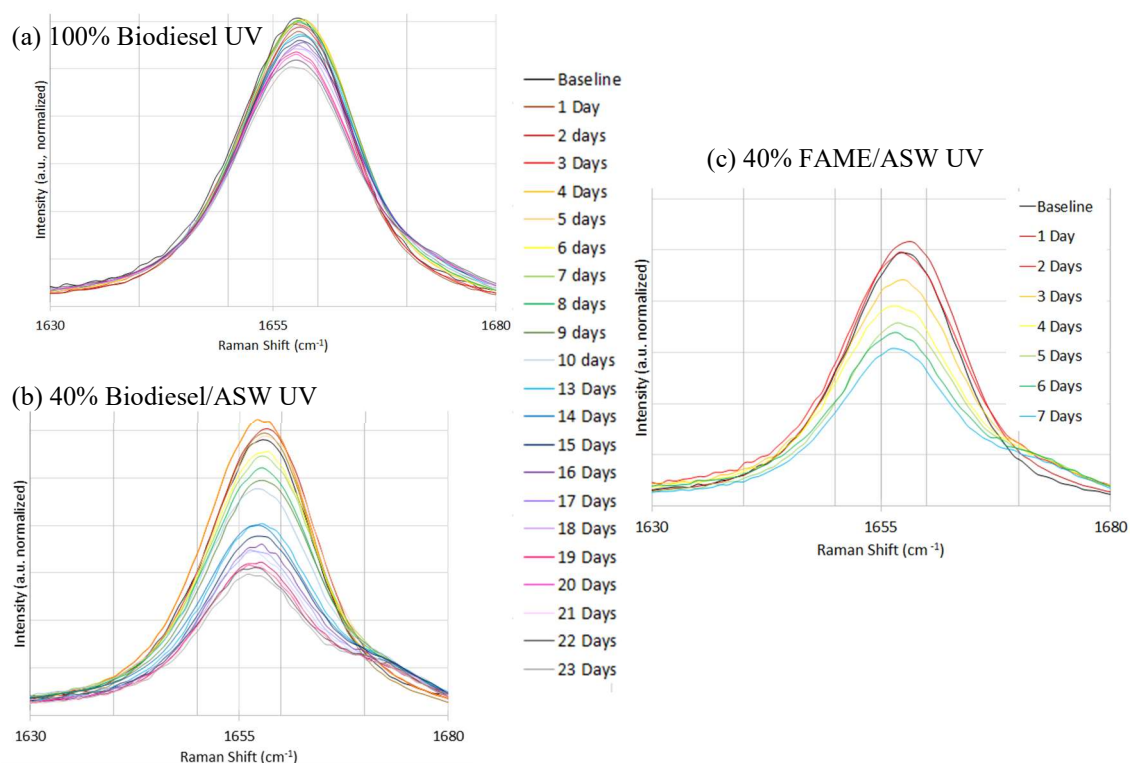 (a) 100% Biodiesel UV
Intensity (a.u., normalized)
1630
1655
1680
Raman Shift (cm⁻¹)
(b) 40% Biodiesel/ASW UV
Intensity (a.u. normalized)
1630
1655
1680
Raman Shift (cm⁻¹)
Baseline
1 Day
2 days
3 Days
4 Days
5 days
6 days
7 days
8 days
9 days
10 days
13 Days
14 Days
15 Days
16 Days
17 Days
18 Days
19 Days
20 Days
21 Days
22 Days
23 Days
(c) 40% FAME/ASW UV
Intensity (a.u. normalized)
Baseline
1 Day
2 Days
3 Days
4 Days
5 Days
6 Days
7 Days
1630
1655
1680
Raman Shift (cm⁻¹)